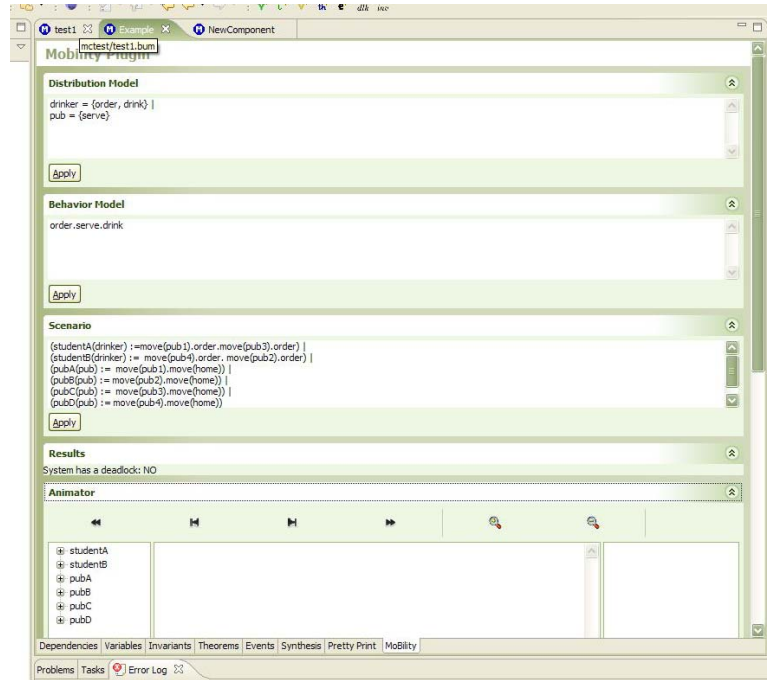 test1 Example NewComponent
mctest/test1.bum
Mobility Plugin
Distribution Model
drinker = {order, drink} |
pub = {serve}
Apply
Behavior Model
order.serve.drink
Apply
Scenario
(studentA(drinker) :=move(pub1).order.move(pub3).order) |
(studentB(drinker) := move(pub4).order. move(pub2).order) |
(pubA(pub) := move(pub1).move(home)) |
(pubB(pub) := move(pub2).move(home)) |
(pubC(pub) := move(pub3).move(home)) |
(pubD(pub) := move(pub4).move(home))
Apply
Results
System has a deadlock: NO
Animator
studentA
studentB
pubA
pubB
pubC
pubD
Dependencies Variables Invariants Theorems Events Synthesis Pretty Print MoBility
Problems Tasks Error Log